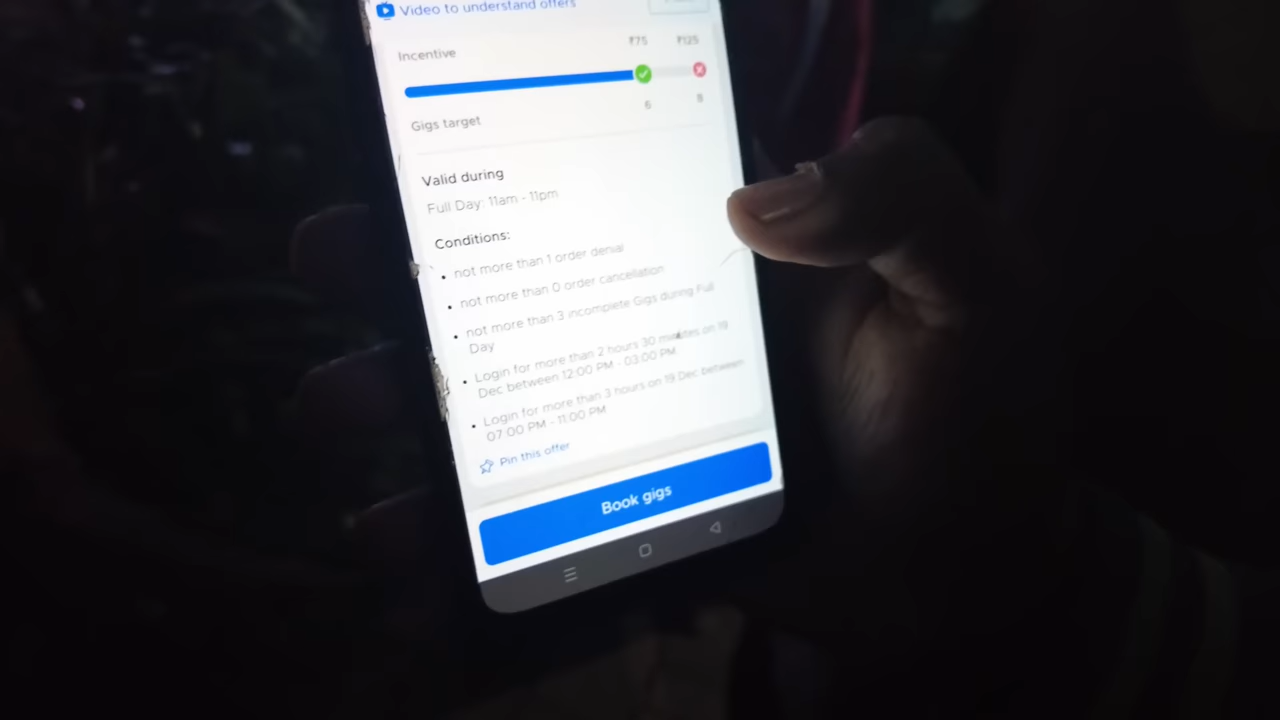 Video to understand offers
₹75 ₹125
Incentive
6 8
Gigs target
Valid during
Full Day: 11am - 11pm
Conditions:
• not more than 1 order denial
• not more than 0 order cancellation
• not more than 3 incomplete Gigs during Full
Day
• Login for more than 2 hours 30 minutes on 19
Dec between 12:00 PM - 03:00 PM
• Login for more than 3 hours on 19 Dec between
07:00 PM - 11:00 PM
Pin this offer
Book gigs